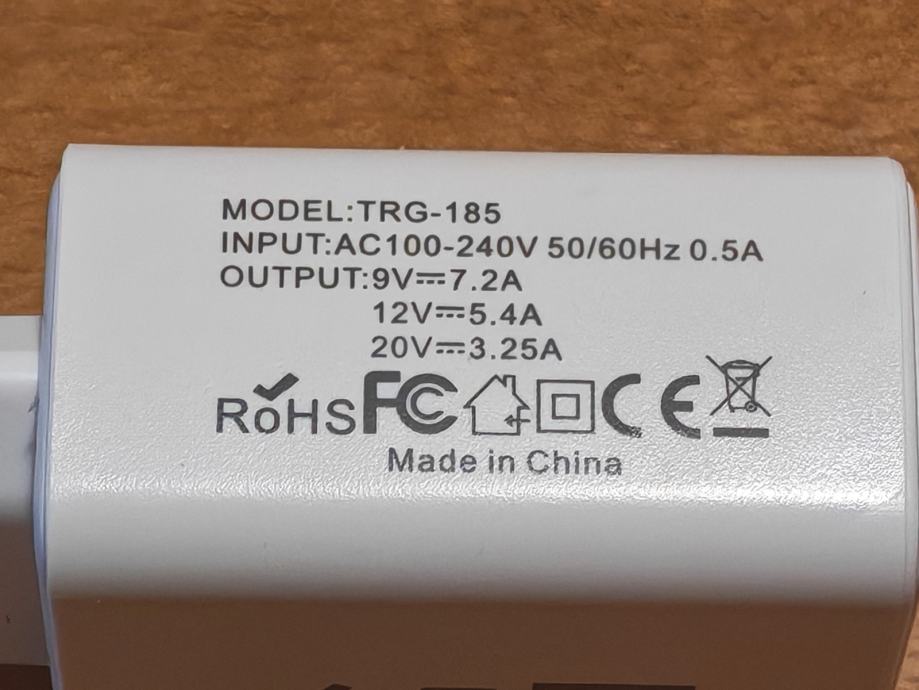 MODEL:TRG-185
INPUT:AC100-240V 50/60Hz 0.5A
OUTPUT:9V⎓7.2A
12V⎓5.4A
20V⎓3.25A
RoHS FC CE
Made in China